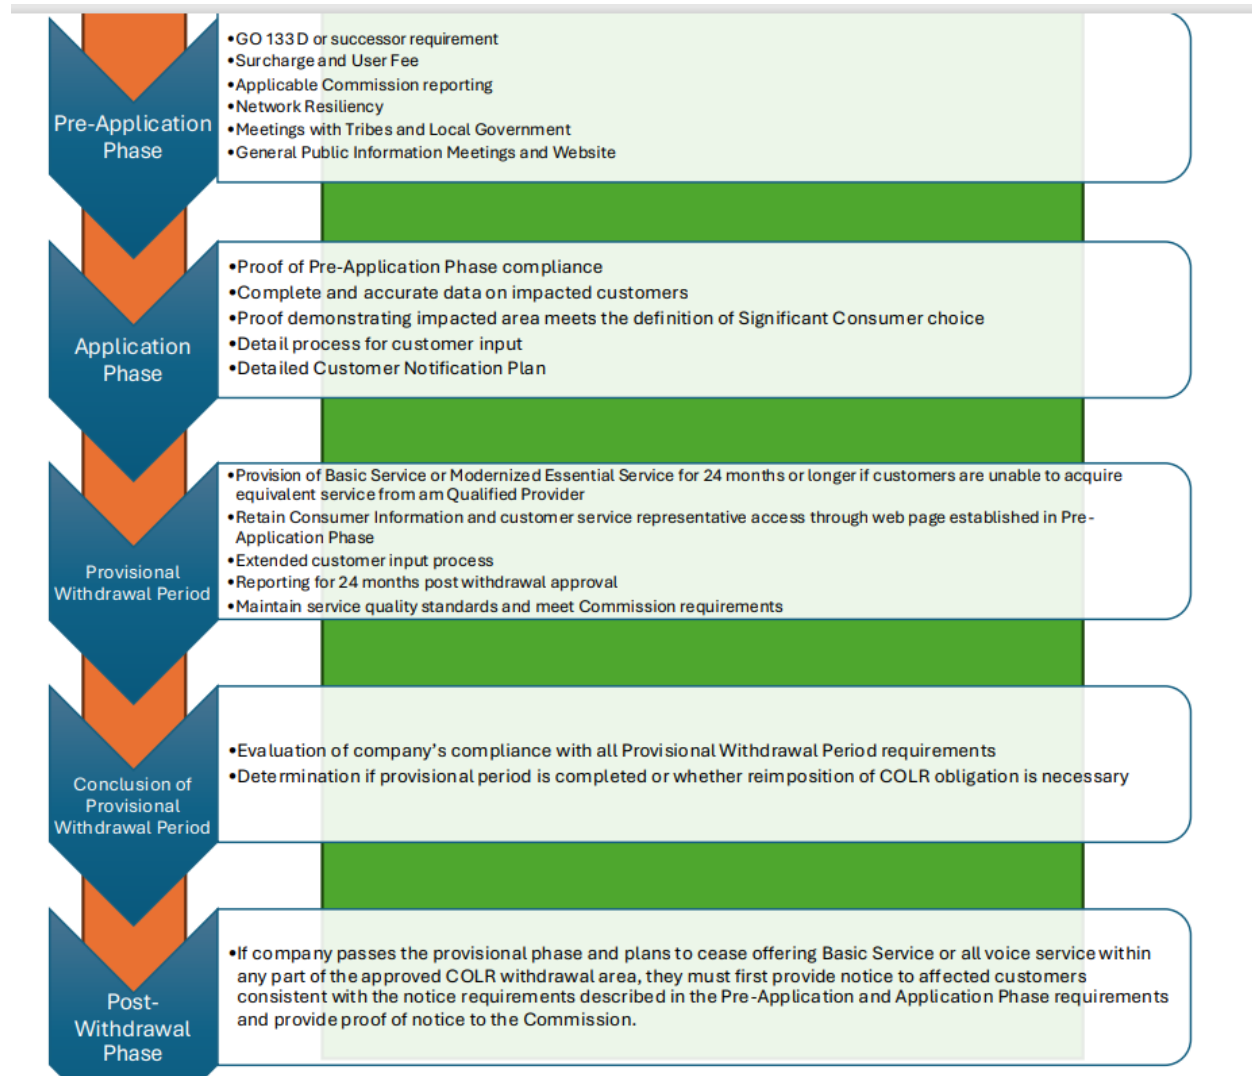 Pre-Application
Phase
•GO 133 D or successor requirement
•Surcharge and User Fee
•Applicable Commission reporting
•Network Resiliency
•Meetings with Tribes and Local Government
•General Public Information Meetings and Website
Application
Phase
•Proof of Pre-Application Phase compliance
•Complete and accurate data on impacted customers
•Proof demonstrating impacted area meets the definition of Significant Consumer choice
•Detail process for customer input
•Detailed Customer Notification Plan
Provisional
Withdrawal Period
•Provision of Basic Service or Modernized Essential Service for 24 months or longer if customers are unable to acquire
equivalent service from am Qualified Provider
•Retain Consumer Information and customer service representative access through web page established in Pre-
Application Phase
•Extended customer input process
•Reporting for 24 months post withdrawal approval
•Maintain service quality standards and meet Commission requirements
Conclusion of
Provisional
Withdrawal Period
•Evaluation of company's compliance with all Provisional Withdrawal Period requirements
•Determination if provisional period is completed or whether reimposition of COLR obligation is necessary
Post-
Withdrawal
Phase
•If company passes the provisional phase and plans to cease offering Basic Service or all voice service within
any part of the approved COLR withdrawal area, they must first provide notice to affected customers
consistent with the notice requirements described in the Pre-Application and Application Phase requirements
and provide proof of notice to the Commission.